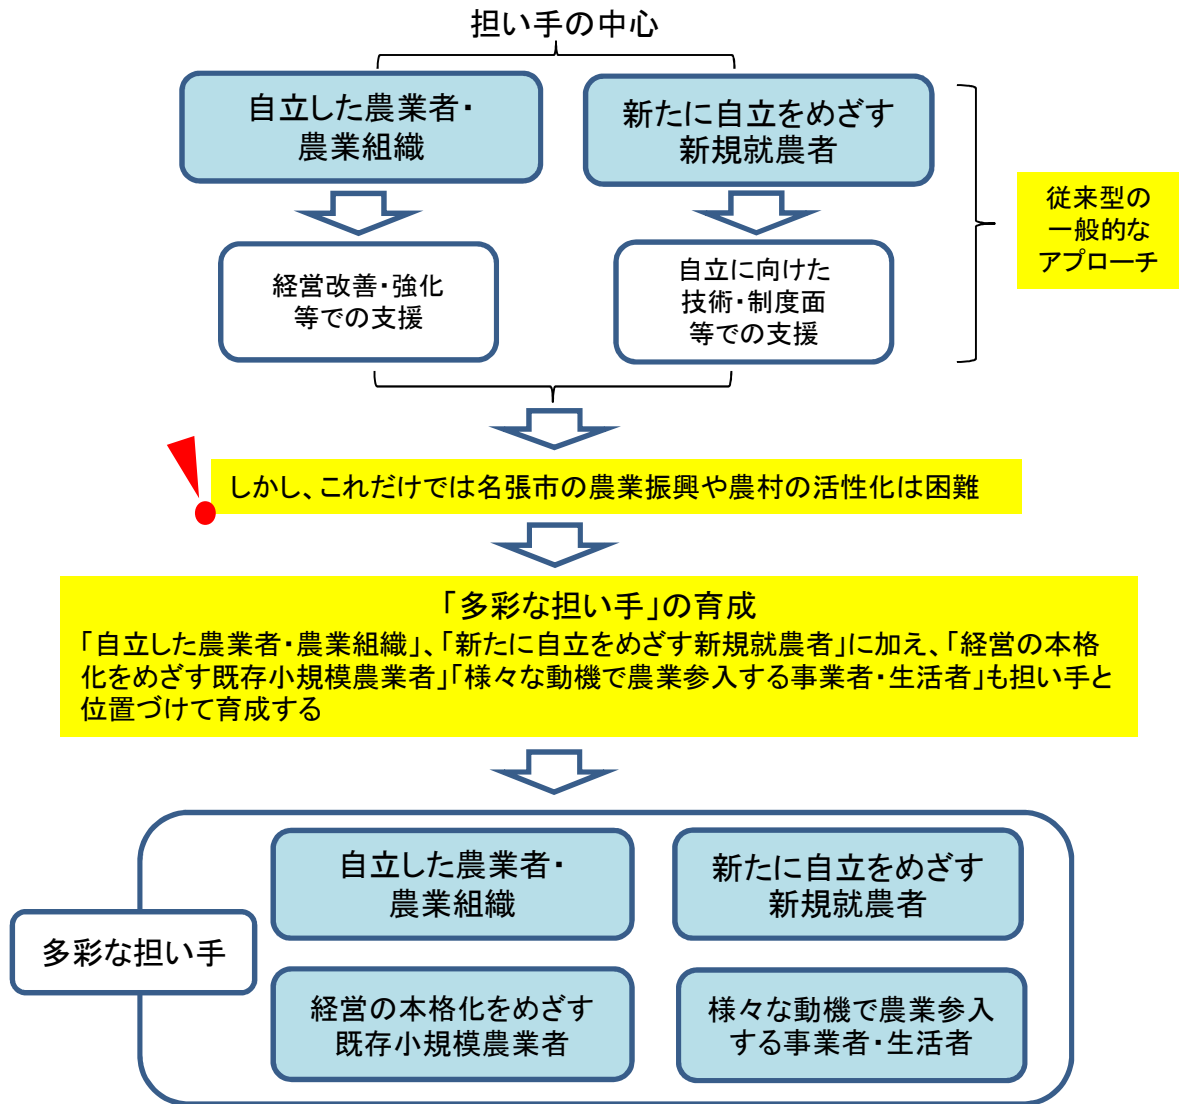 担い手の中心
自立した農業者・
農業組織
新たに自立をめざす
新規就農者
経営改善・強化
等での支援
自立に向けた
技術・制度面
等での支援
従来型の
一般的な
アプローチ
しかし、これだけでは名張市の農業振興や農村の活性化は困難
「多彩な担い手」の育成
「自立した農業者・農業組織」、「新たに自立をめざす新規就農者」に加え、「経営の本格
化をめざす既存小規模農業者」「様々な動機で農業参入する事業者・生活者」も担い手と
位置づけて育成する
多彩な担い手
自立した農業者・
農業組織
新たに自立をめざす
新規就農者
経営の本格化をめざす
既存小規模農業者
様々な動機で農業参入
する事業者・生活者